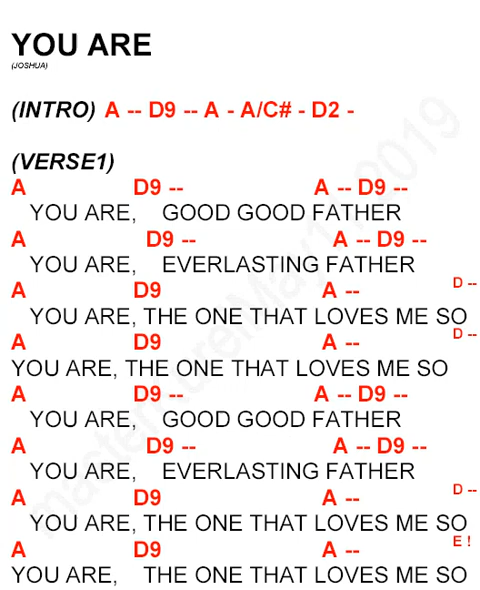 YOU ARE
(JOSHUA)
(INTRO) A -- D9 -- A - A/C# - D2 -
(VERSE1)
A D9 -- A -- D9 --
YOU ARE, GOOD GOOD FATHER
A D9 -- A -- D9 --
YOU ARE, EVERLASTING FATHER
A D9 A -- D --
YOU ARE, THE ONE THAT LOVES ME SO
A D9 A -- D --
YOU ARE, THE ONE THAT LOVES ME SO
A D9 -- A -- D9 --
YOU ARE, GOOD GOOD FATHER
A D9 -- A -- D9 --
YOU ARE, EVERLASTING FATHER
A D9 A -- D --
YOU ARE, THE ONE THAT LOVES ME SO
A D9 A -- E !
YOU ARE, THE ONE THAT LOVES ME SO